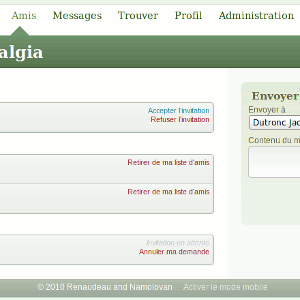 Amis Messages Trouver Profil Administration
algia
Accepter l'invitation
Refuser l'invitation
Retirer de ma liste d'amis
Retirer de ma liste d'amis
Invitation en attente
Annuler ma demande
Envoyer
Envoyer à
Dutronc Jac
Contenu du m
© 2010 Renaudeau and Namolovan Activer le mode mobile